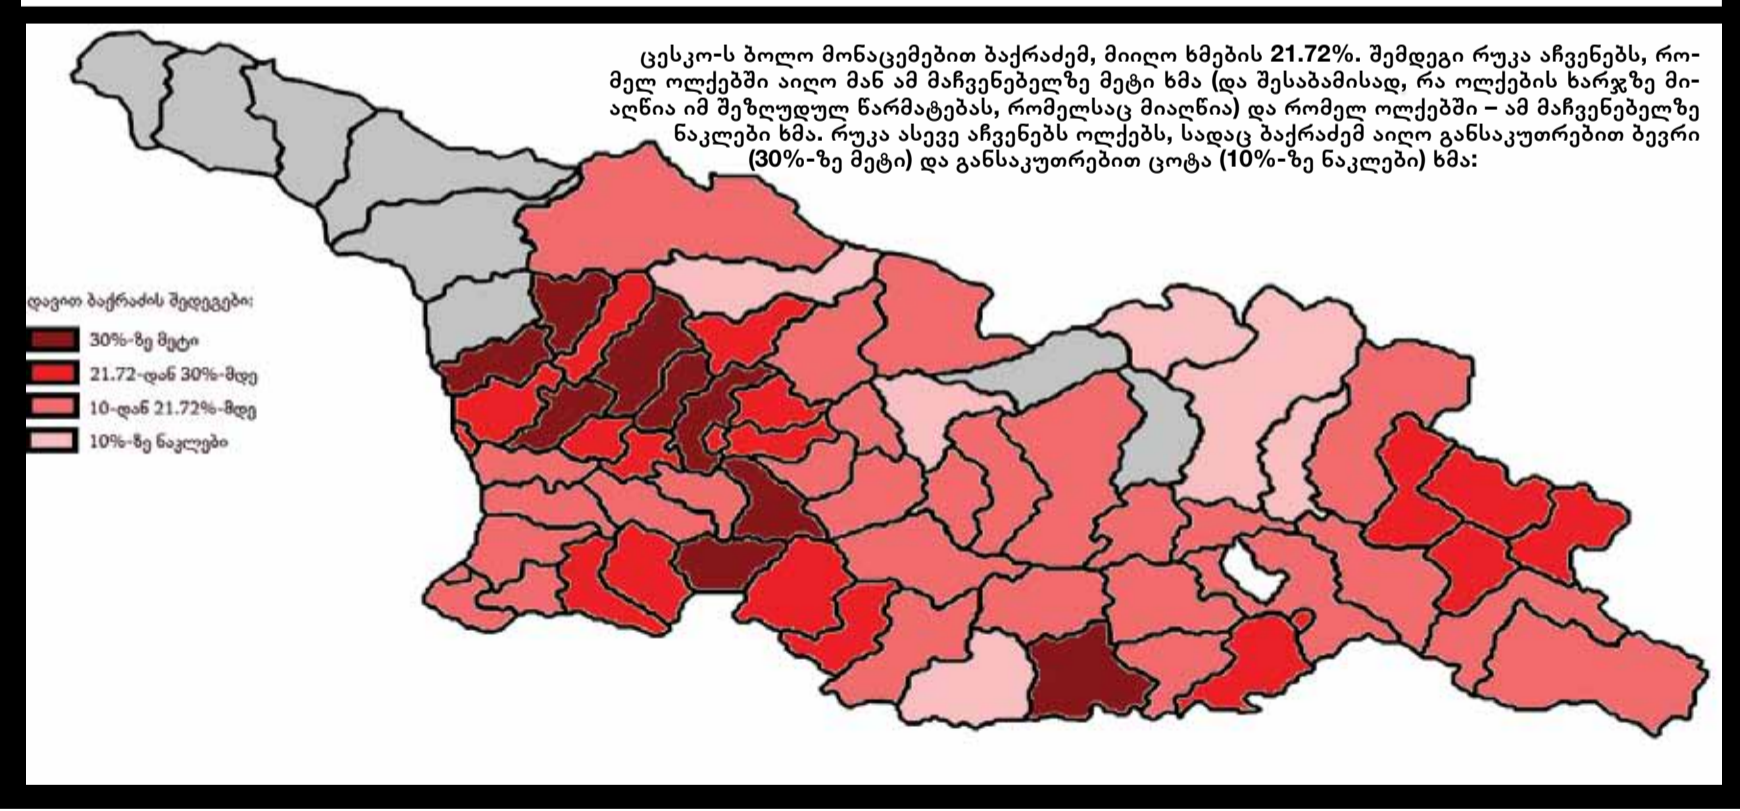 ცესკო-ს ბოლო მონაცემებით ბაქრაძემ, მიიღო ხმების 21.72%. შემდეგი რუკა აჩვენებს, რო-
მელ ოლქებში აიღო მან ამ მაჩვენებელზე მეტი ხმა (და შესაბამისად, რა ოლქების ხარჯზე მი-
აღწია იმ შეზღუდულ წარმატებას, რომელსაც მიაღწია) და რომელ ოლქებში – ამ მაჩვენებელზე
ნაკლები ხმა. რუკა ასევე აჩვენებს ოლქებს, სადაც ბაქრაძემ აიღო განსაკუთრებით ბევრი
(30%-ზე მეტი) და განსაკუთრებით ცოტა (10%-ზე ნაკლები) ხმა:
დავით ბაქრაძის შედეგები:
30%-ზე მეტი
21.72-დან 30%-მდე
10-დან 21.72%-მდე
10%-ზე ნაკლები